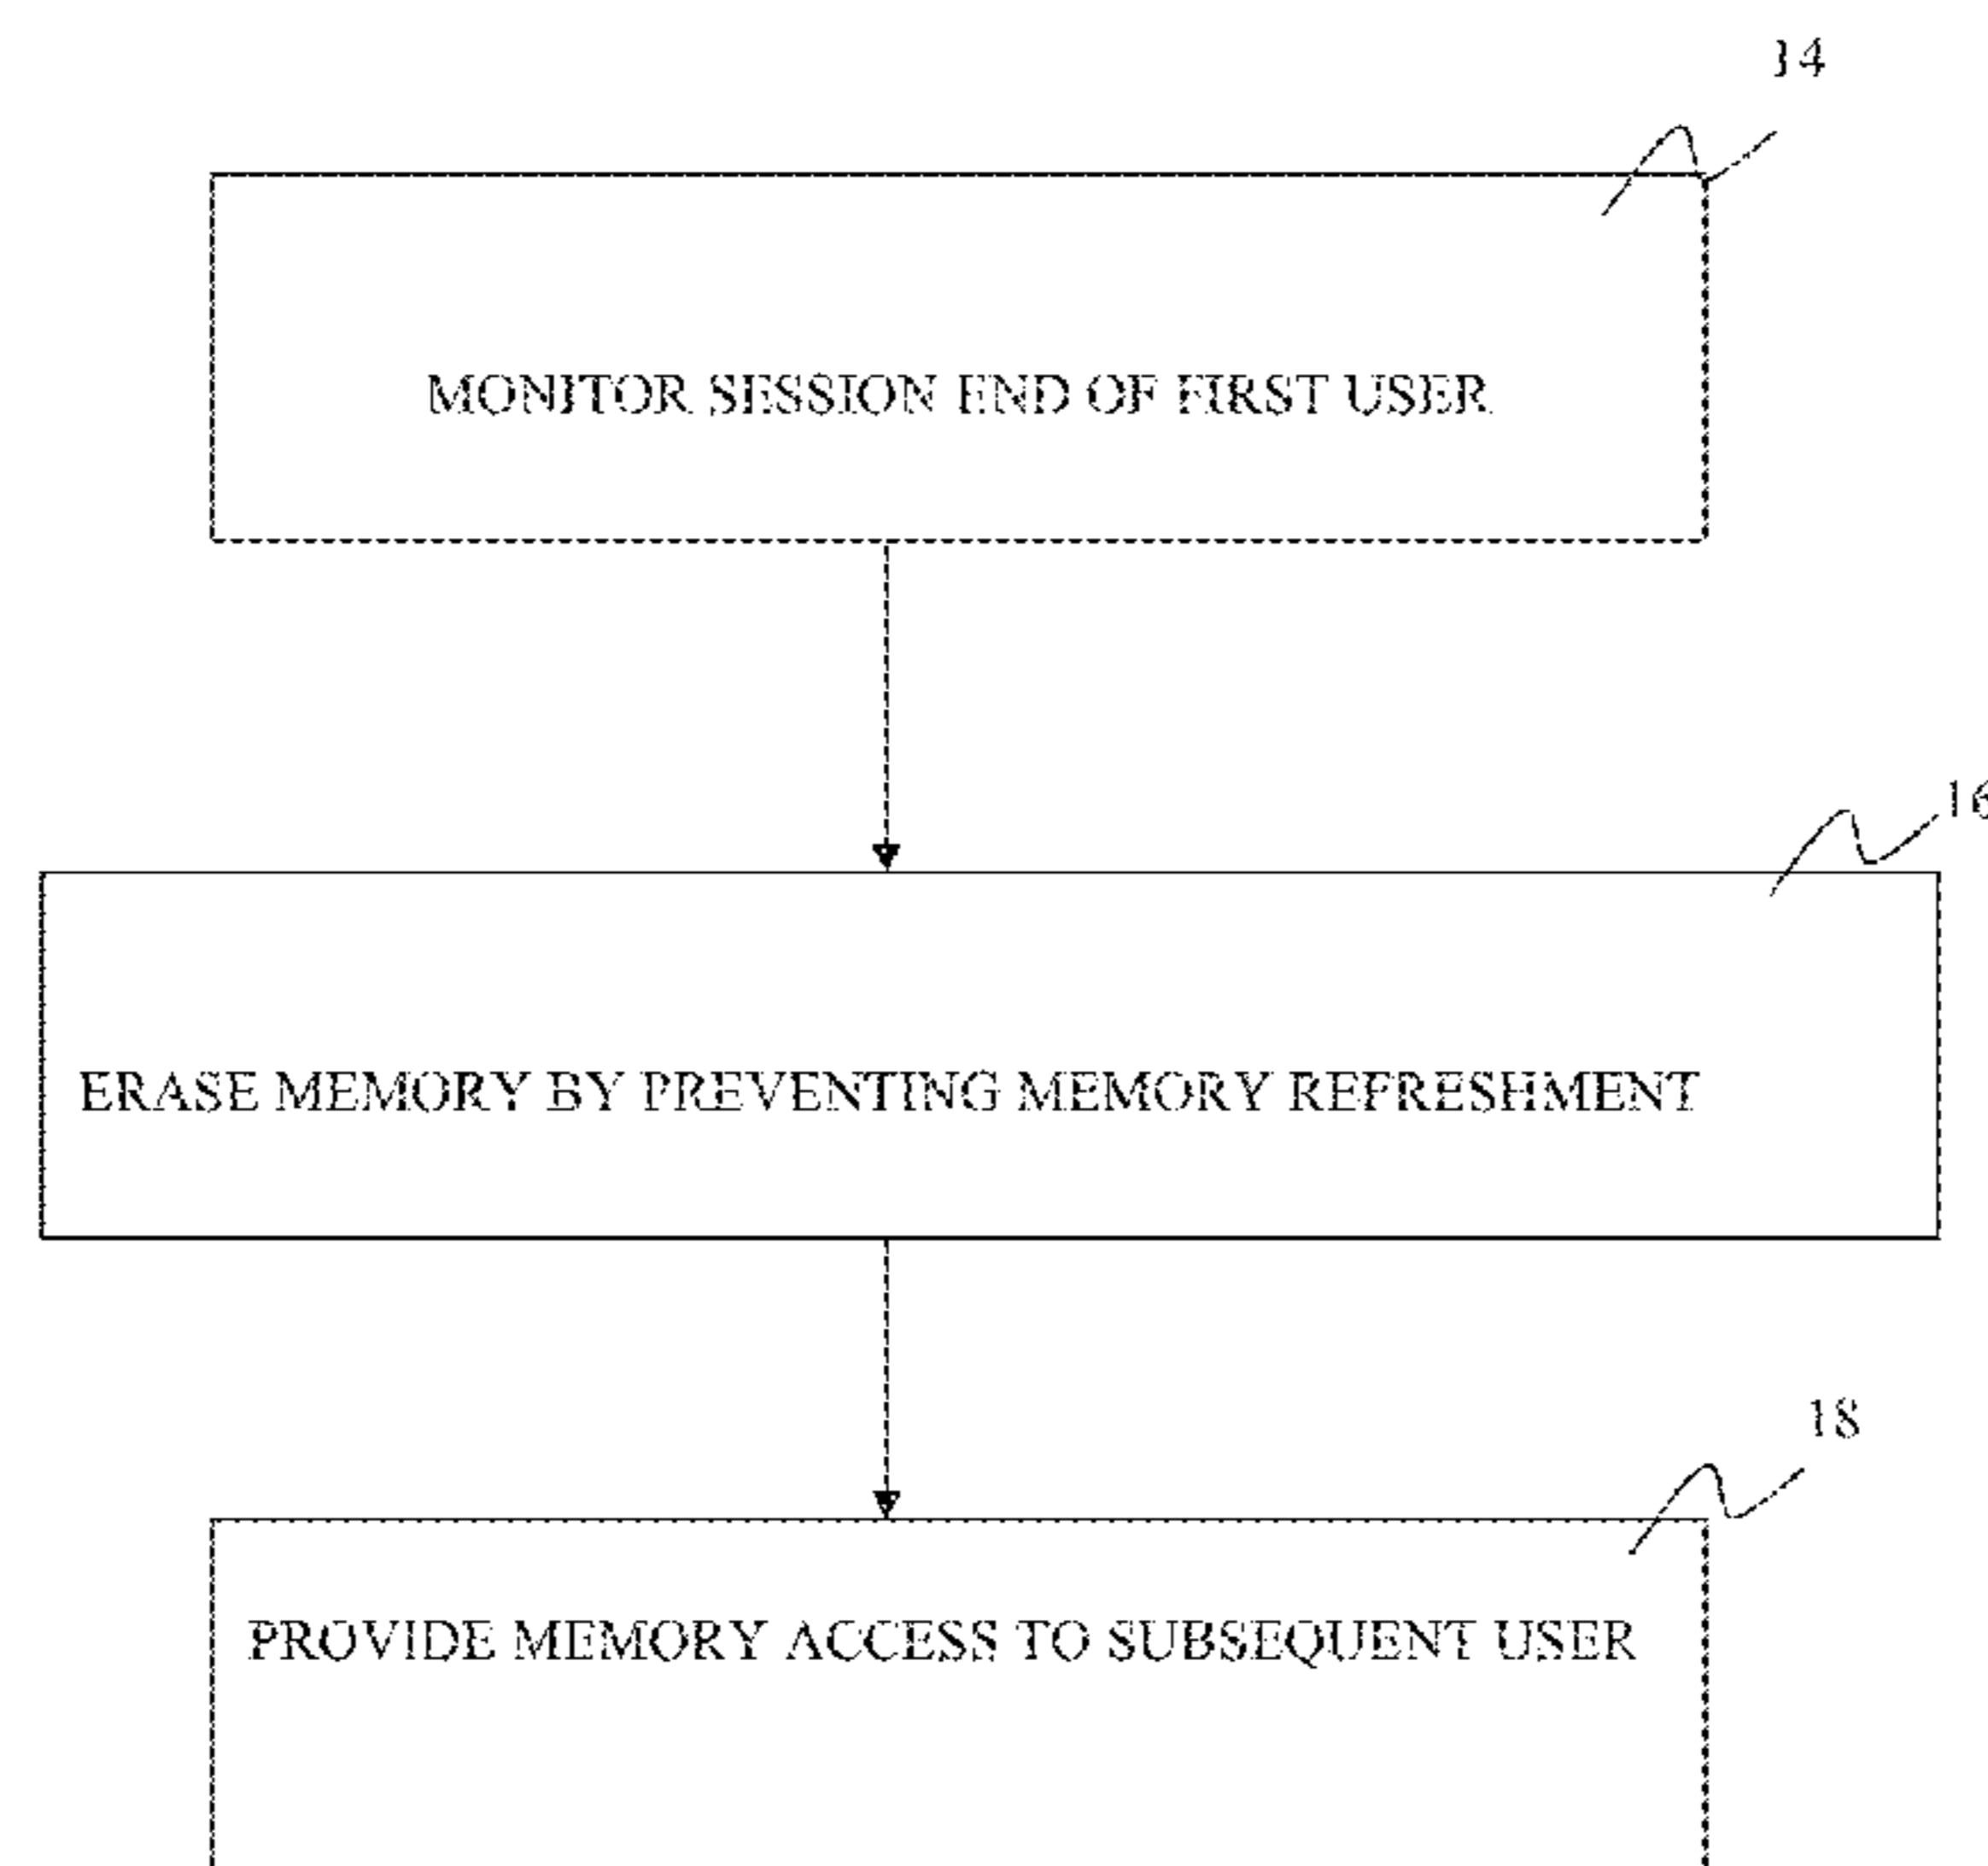 14
MONITOR SESSION END OF FIRST USER
16
ERASE MEMORY BY PREVENTING MEMORY REFRESHMENT
18
PROVIDE MEMORY ACCESS TO SUBSEQUENT USER